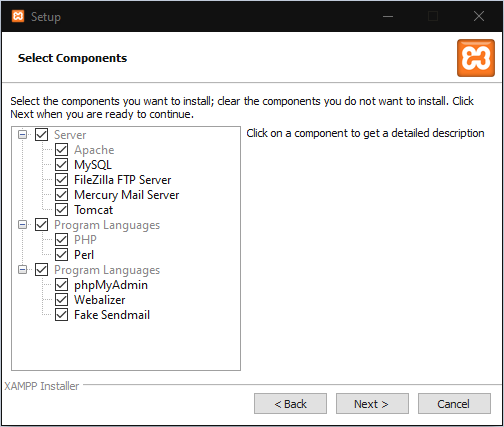 Setup
Select Components
Select the components you want to install; clear the components you do not want to install. Click
Next when you are ready to continue.
Server
Apache
MySQL
FileZilla FTP Server
Mercury Mail Server
Tomcat
Program Languages
PHP
Perl
Program Languages
phpMyAdmin
Webalizer
Fake Sendmail
Click on a component to get a detailed description
XAMPP Installer
< Back
Next >
Cancel